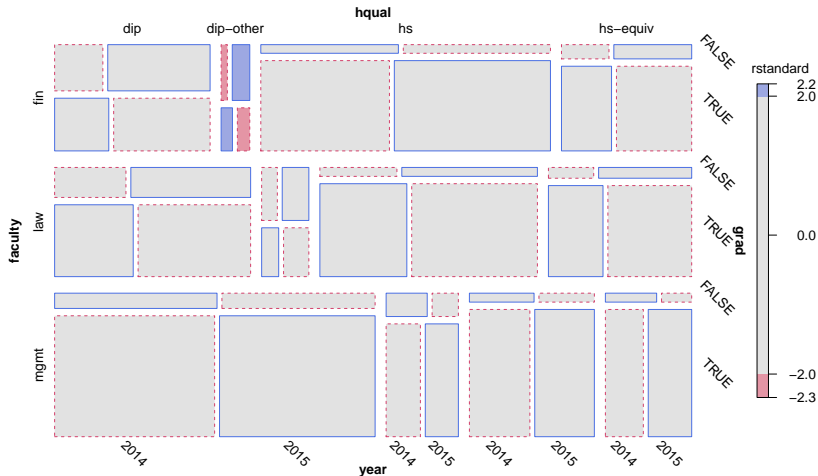 hqual
dip dip-other hs hs-equiv
FALSE
rstandard
2.2
2.0
fin
TRUE
FALSE
law
TRUE
faculty
grad
0.0
FALSE
mgmt
TRUE
−2.0
−2.3
2014 2015 2014 2015 2014 2015 2014 2015
year